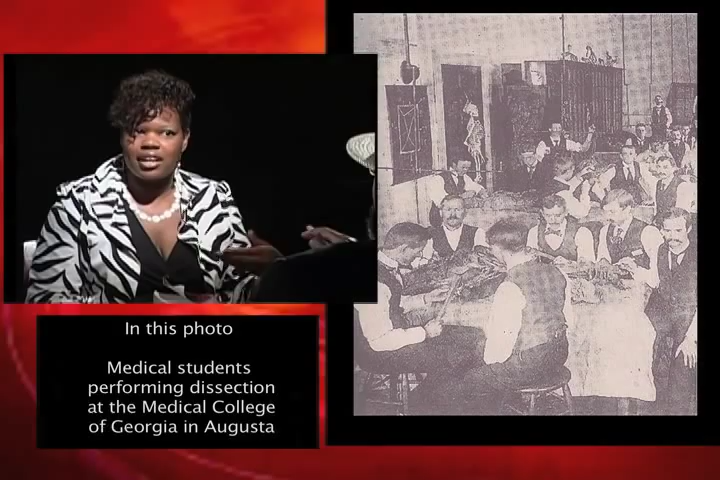 In this photo
Medical students
performing dissection
at the Medical College
of Georgia in Augusta